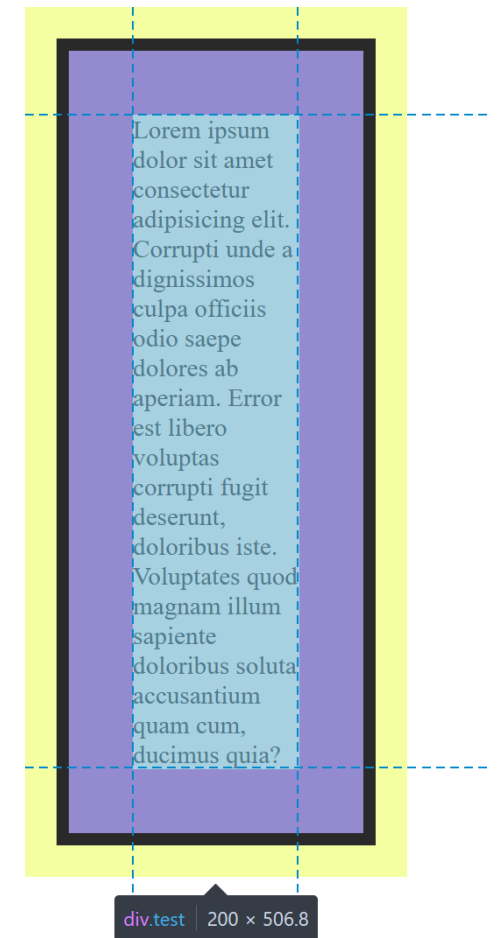 Lorem ipsum
dolor sit amet
consectetur
adipisicing elit.
Corrupti unde a
dignissimos
culpa officiis
odio saepe
dolores ab
aperiam. Error
est libero
voluptas
corrupti fugit
deserunt,
doloribus iste.
Voluptates quod
magnam illum
sapiente
doloribus soluta
accusantium
quam cum,
ducimus quia?
div.test 200 × 506.8